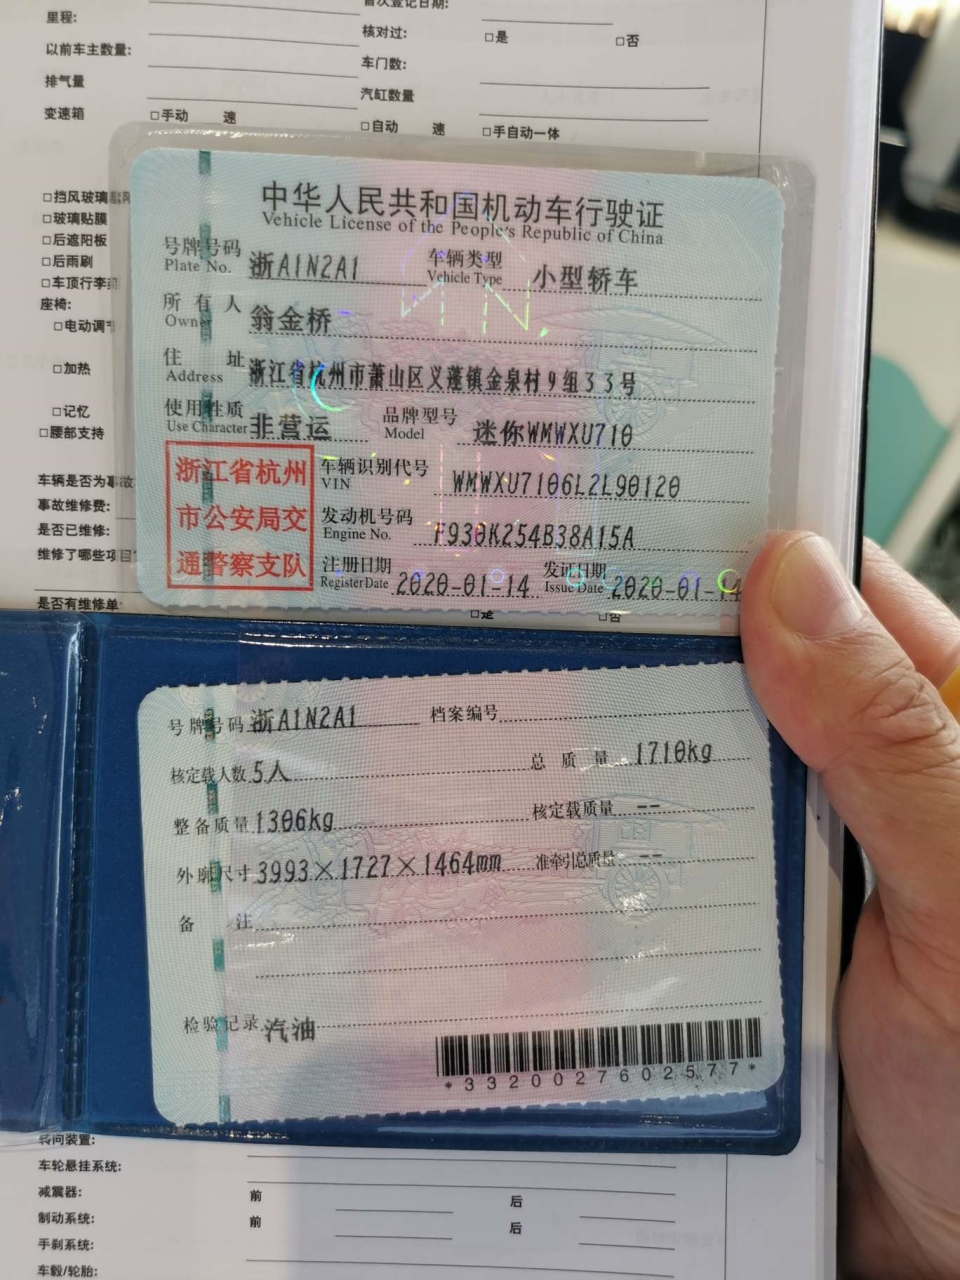 里程:
首次登记日期:
以前车主数量:
核对过: □是 □否
排气量
车门数:
汽缸数量
变速箱 □手动 速 □自动 速 □手自动一体
□挡风玻璃
□玻璃贴膜
□后遮阳板
□后雨刷
□车顶行李
座椅:
□电动调节
□加热
□记忆
□腰部支持
车辆是否为事故
事故维修费:
是否已维修:
维修了哪些项目
是否有维修单
□是 □否
中华人民共和国机动车行驶证
Vehicle License of the People's Republic of China
号牌号码 浙A1N2A1 车辆类型 小型轿车
Plate No. Vehicle Type
所有人 翁金桥
Owner
住址 浙江省杭州市萧山区义蓬镇金泉村9组33号
Address
使用性质 非营运 品牌型号 迷你WMWXU710
Use Character Model
浙江省杭州
市公安局交
通警察支队
车辆识别代号 WMWXU7106L2L90120
VIN
发动机号码 F930K254B38A15A
Engine No.
注册日期 2020-01-14 发证日期 2020-01-14
Register Date Issue Date
号牌号码 浙A1N2A1 档案编号
核定载人数 5人 总质量 1710kg
整备质量 1306kg 核定载质量 --
外廓尺寸 3993×1727×1464mm 准牵引总质量 --
备注
检验记录 汽油
*3320027602577*
转向装置:
车轮悬挂系统:
减震器: 前 后
制动系统: 前 后
手刹系统:
车毂/轮胎: